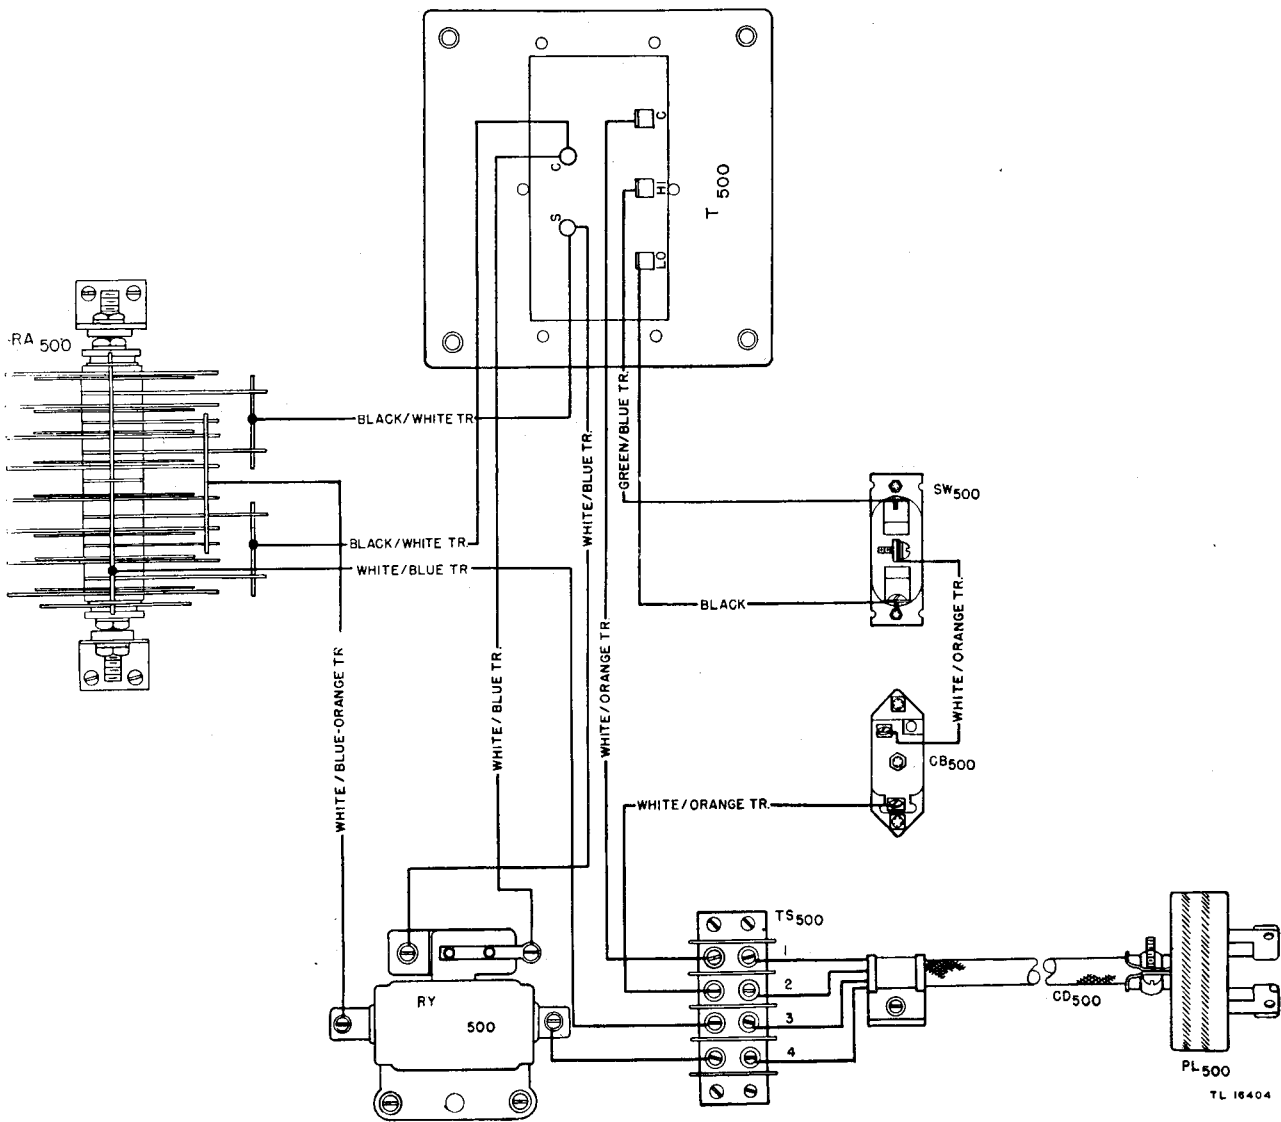 C
HI
LO
C
S
T 500
RA 500
BLACK/WHITE TR.
BLACK/WHITE TR.
WHITE/BLUE TR
GREEN/BLUE TR.
WHITE/BLUE TR.
WHITE/BLUE TR.
WHITE/ORANGE TR.
WHITE/BLUE-ORANGE TR
BLACK
SW500
WHITE/ORANGE TR.
CB500
WHITE/ORANGE TR.
TS500
1
2
3
4
RY
500
CD500
PL500
TL 16404